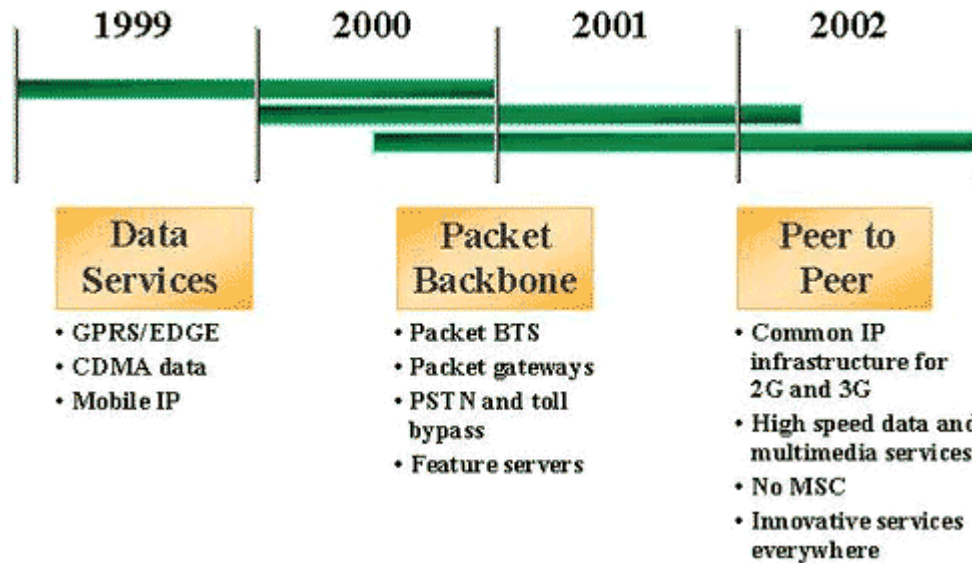 1999 2000 2001 2002
Data
Services
• GPRS/EDGE
• CDMA data
• Mobile IP
Packet
Backbone
• Packet BTS
• Packet gateways
• PSTN and toll
bypass
• Feature servers
Peer to
Peer
• Common IP
infrastructure for
2G and 3G
• High speed data and
multimedia services
• No MSC
• Innovative services
everywhere